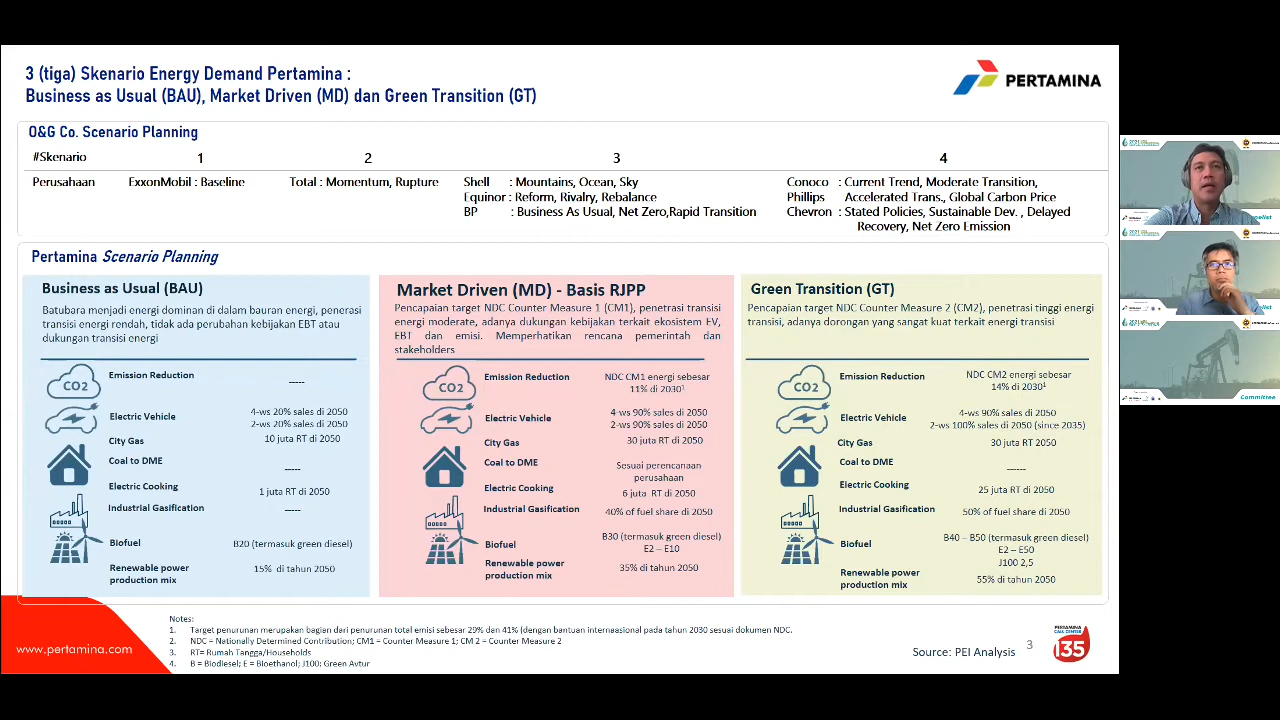 3 (tiga) Skenario Energy Demand Pertamina :
Business as Usual (BAU), Market Driven (MD) dan Green Transition (GT)
PERTAMINA
O&G Co. Scenario Planning
#Skenario 1 2 3 4
Perusahaan ExxonMobil : Baseline Total : Momentum, Rupture
Shell : Mountains, Ocean, Sky
Equinor : Reform, Rivalry, Rebalance
BP : Business As Usual, Net Zero,Rapid Transition
Conoco : Current Trend, Moderate Transition,
Phillips Accelerated Trans., Global Carbon Price
Chevron : Stated Policies, Sustainable Dev. , Delayed
Recovery, Net Zero Emission
Pertamina Scenario Planning
Business as Usual (BAU)
Batubara menjadi energi dominan di dalam bauran energi, penerasi
transisi energi rendah, tidak ada perubahan kebijakan EBT atau
dukungan transisi energi
CO2
Emission Reduction -----
Electric Vehicle
4-ws 20% sales di 2050
2-ws 20% sales di 2050
City Gas 10 juta RT di 2050
Coal to DME -----
Electric Cooking 1 juta RT di 2050
Industrial Gasification -----
Biofuel B20 (termasuk green diesel)
Renewable power
production mix
15% di tahun 2050
Market Driven (MD) - Basis RJPP
Pencapaian target NDC Counter Measure 1 (CM1), penetrasi transisi
energi moderate, adanya dukungan kebijakan terkait ekosistem EV,
EBT dan emisi. Memperhatikan rencana pemerintah dan
stakeholders
CO2
Emission Reduction
NDC CM1 energi sebesar
11% di 2030¹
Electric Vehicle
4-ws 90% sales di 2050
2-ws 90% sales di 2050
City Gas 30 juta RT di 2050
Coal to DME
Sesuai perencanaan
perusahaan
Electric Cooking 6 juta RT di 2050
Industrial Gasification 40% of fuel share di 2050
Biofuel
B30 (termasuk green diesel)
E2 – E10
Renewable power
production mix
35% di tahun 2050
Green Transition (GT)
Pencapaian target NDC Counter Measure 2 (CM2), penetrasi tinggi energi
transisi, adanya dorongan yang sangat kuat terkait energi transisi
CO2
Emission Reduction
NDC CM2 energi sebesar
14% di 2030¹
Electric Vehicle
4-ws 90% sales di 2050
2-ws 100% sales di 2050 (since 2035)
City Gas 30 juta RT 2050
Coal to DME ------
Electric Cooking 25 juta RT di 2050
Industrial Gasification 50% of fuel share di 2050
Biofuel
B40 – B50 (termasuk green diesel)
E2 – E50
J100 2,5
Renewable power
production mix
55% di tahun 2050
Notes:
1. Target penurunan merupakan bagian dari penurunan total emisi sebesar 29% dan 41% (dengan bantuan internaasional pada tahun 2030 sesuai dokumen NDC.
2. NDC = Nationally Determined Contribution; CM1 = Counter Measure 1; CM 2 = Counter Measure 2
3. RT= Rumah Tangga/Households
4. B = Biodiesel; E = Bioethanol; J100: Green Avtur
www.pertamina.com
Source: PEI Analysis
3
PERTAMINA
CALL CENTER
135
Committee